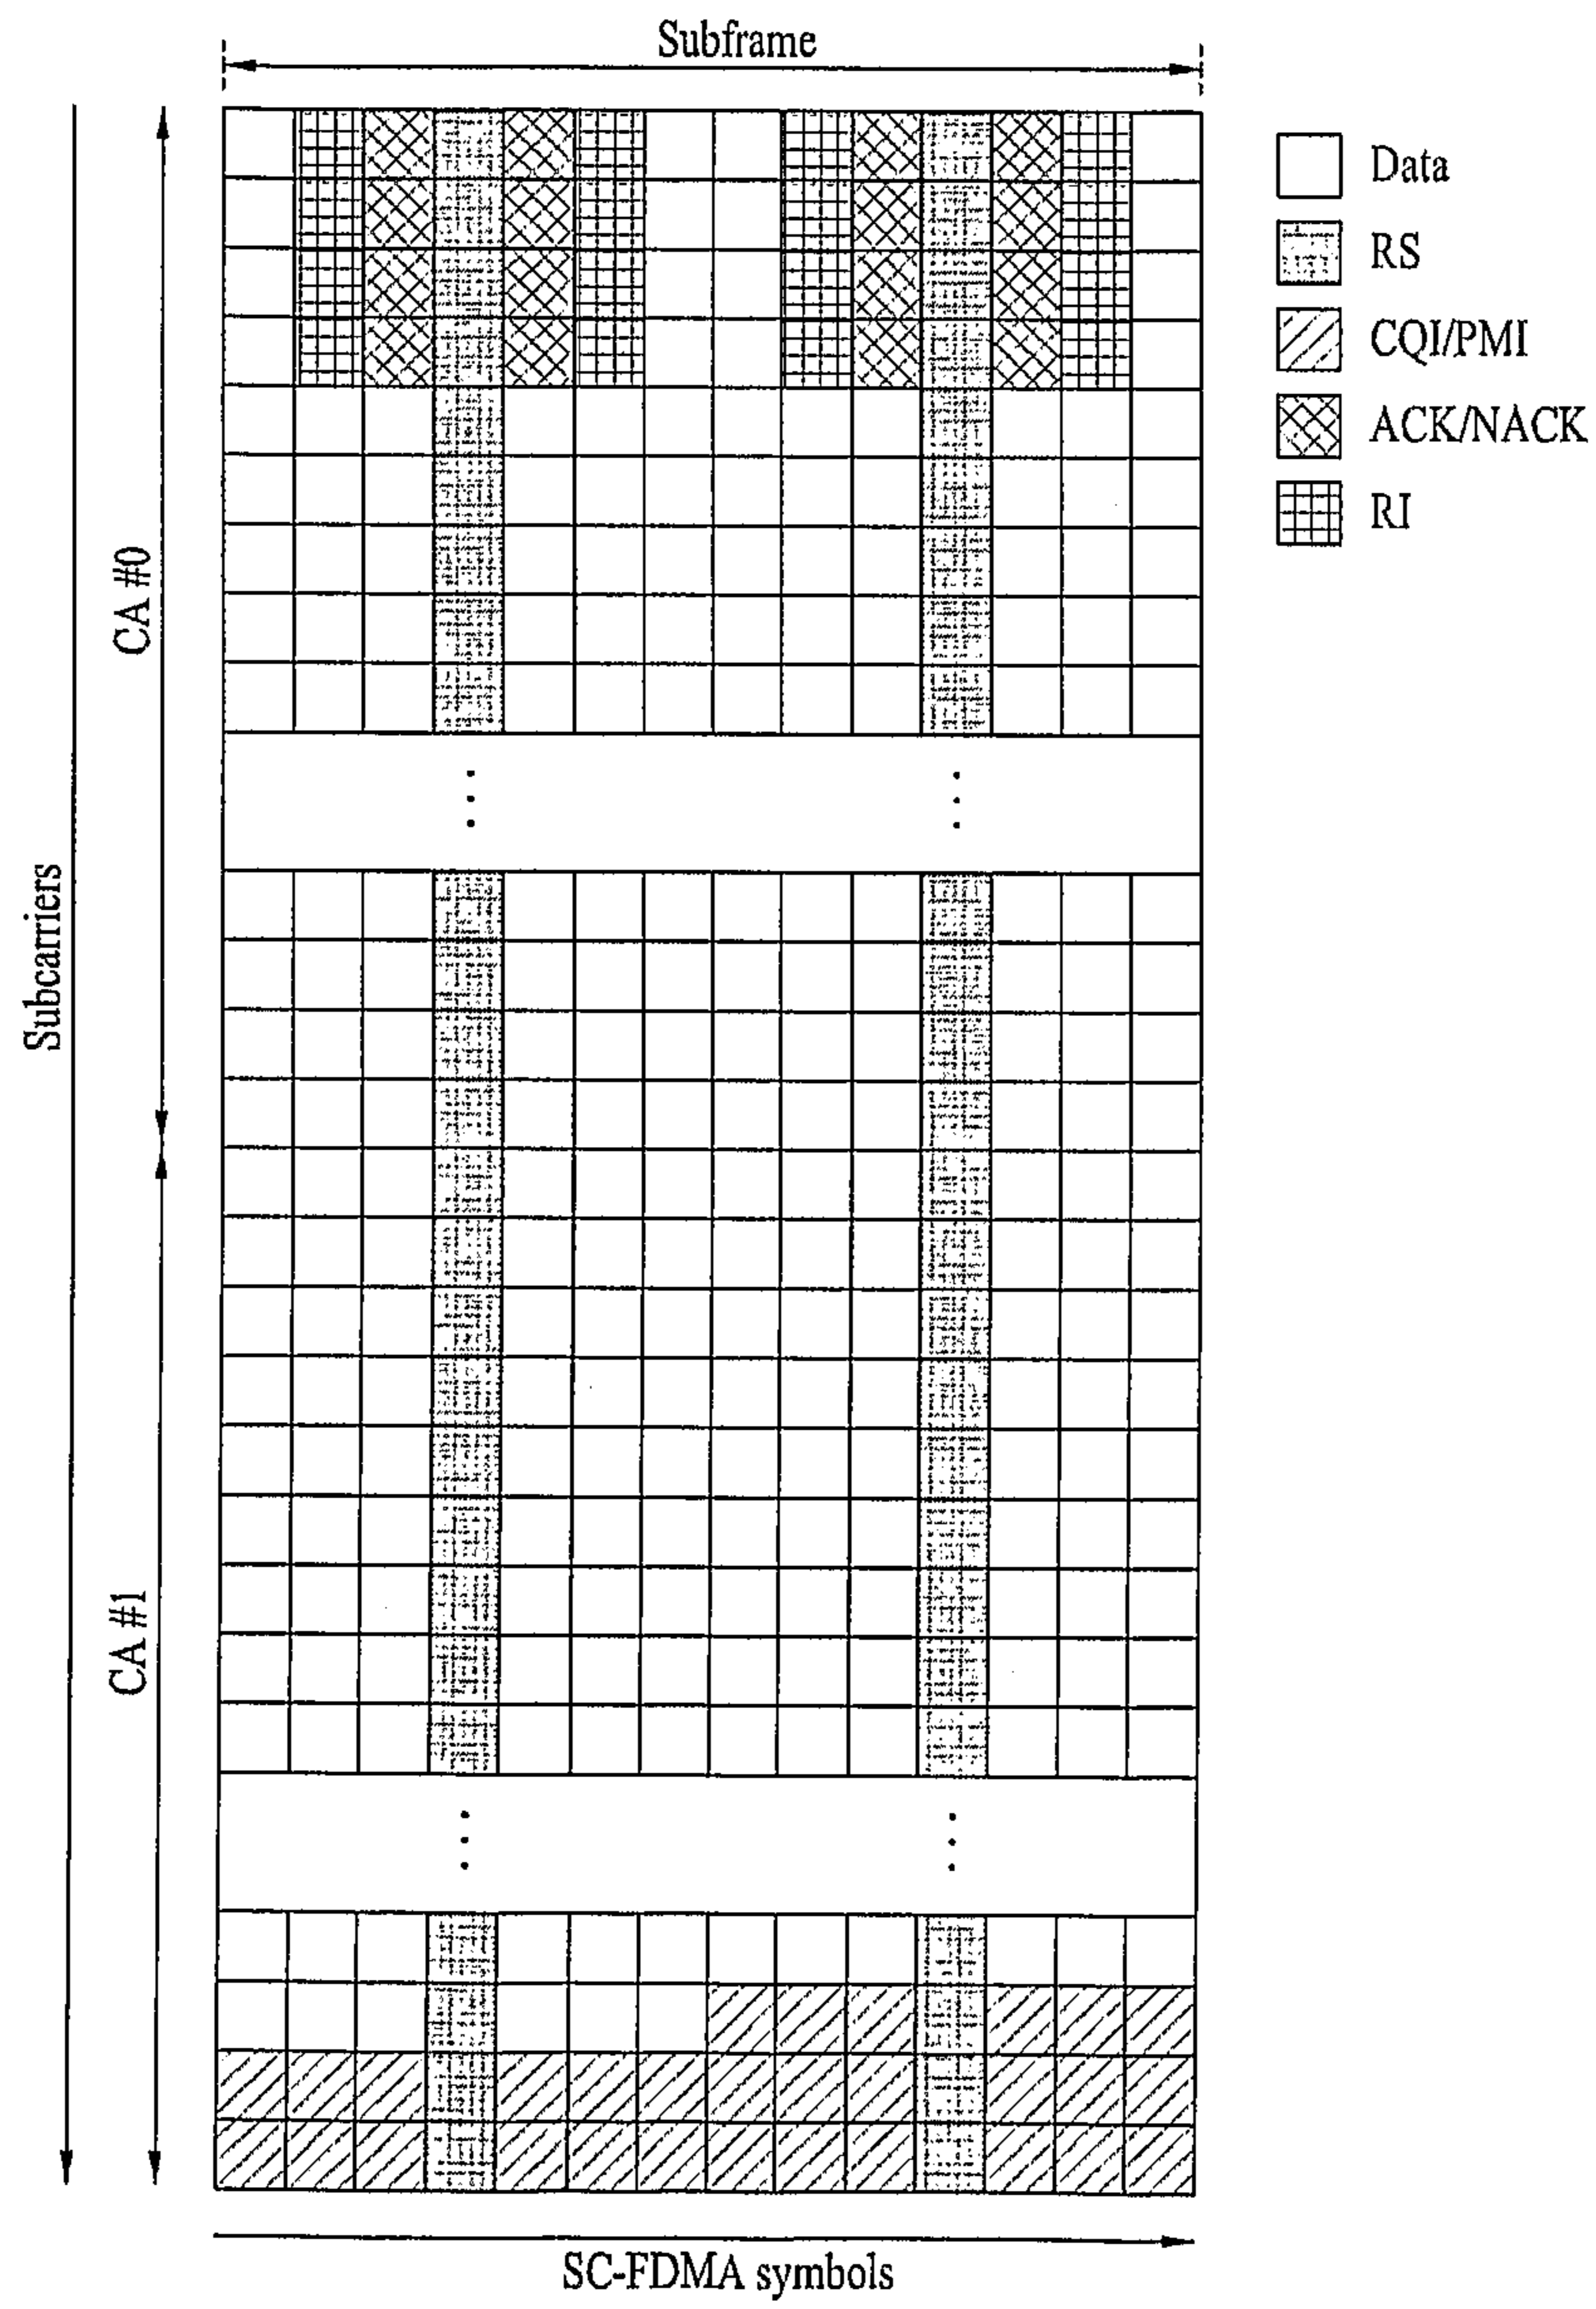 Subframe
Data
RS
CQI/PMI
ACK/NACK
RI
CA #0
Subcarriers
CA #1
SC-FDMA symbols